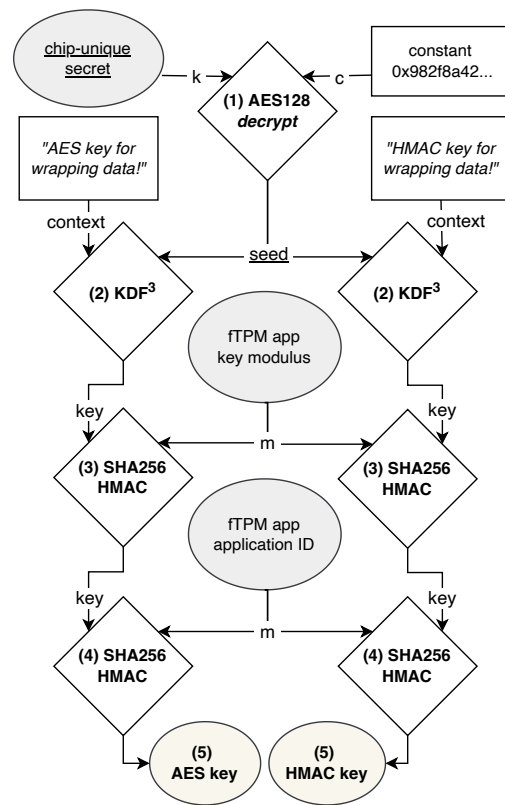 chip-unique
secret
constant
0x982f8a42...
k
c
(1) AES128
decrypt
"AES key for
wrapping data!"
"HMAC key for
wrapping data!"
context
context
seed
(2) KDF³
(2) KDF³
fTPM app
key modulus
key
key
m
(3) SHA256
HMAC
(3) SHA256
HMAC
fTPM app
application ID
key
key
m
(4) SHA256
HMAC
(4) SHA256
HMAC
(5)
AES key
(5)
HMAC key